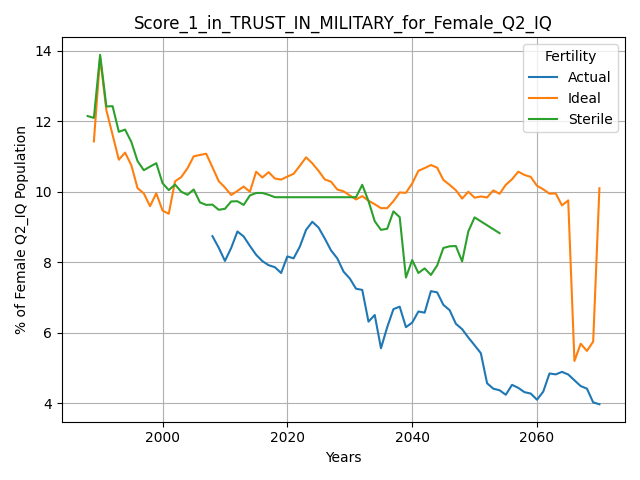 Score_1_in_TRUST_IN_MILITARY_for_Female_Q2_IQ
Fertility
Actual
Ideal
Sterile
% of Female Q2_IQ Population
14
12
10
8
6
4
2000
2020
2040
2060
Years